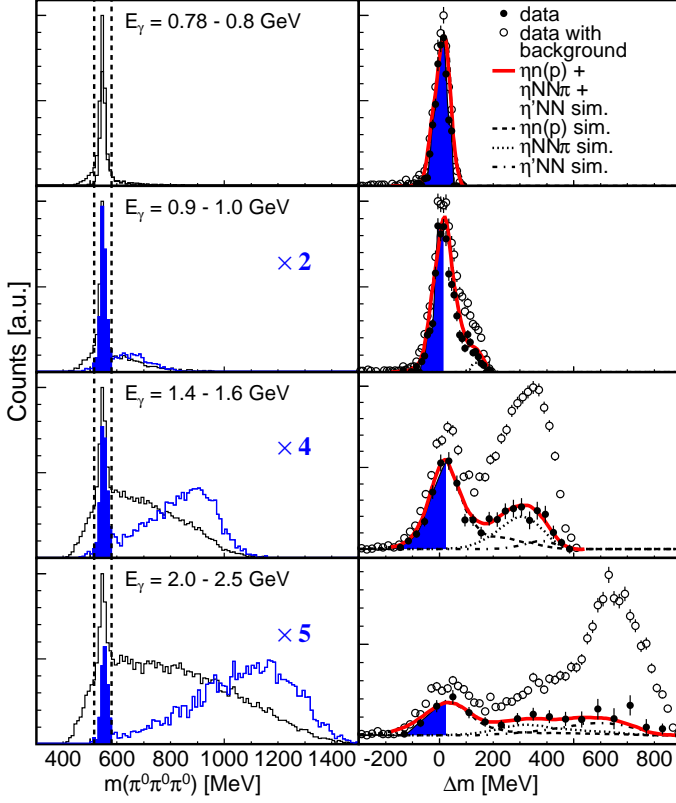 E_γ = 0.78 - 0.8 GeV
data
data with
background
ηn(p) +
ηNNπ +
η'NN sim.
ηn(p) sim.
ηNNπ sim.
η'NN sim.
E_γ = 0.9 - 1.0 GeV
× 2
Counts [a.u.]
E_γ = 1.4 - 1.6 GeV
× 4
E_γ = 2.0 - 2.5 GeV
× 5
400 600 800 1000 1200 1400
−200 0 200 400 600 800
m(π⁰π⁰π⁰) [MeV]
Δm [MeV]